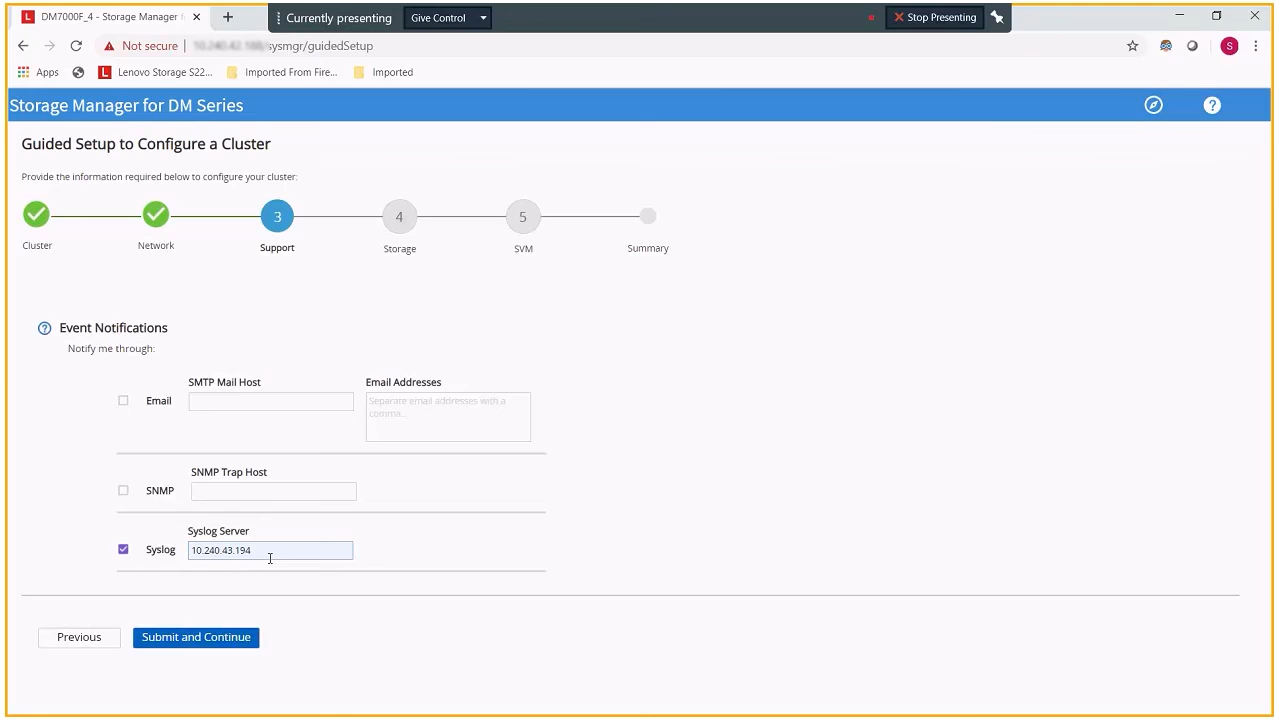 DM7000F_4 - Storage Manager
Currently presenting
Give Control
Stop Presenting
Not secure
sysmgr/guidedSetup
S
Apps
Lenovo Storage S22...
Imported From Fire...
Imported
Storage Manager for DM Series
Guided Setup to Configure a Cluster
Provide the information required below to configure your cluster:
3
4
5
Cluster
Network
Support
Storage
SVM
Summary
Event Notifications
Notify me through:
SMTP Mail Host
Email Addresses
Email
Separate email addresses with a
comma..
SNMP Trap Host
SNMP
Syslog Server
Syslog
10.240.43.194
Previous
Submit and Continue